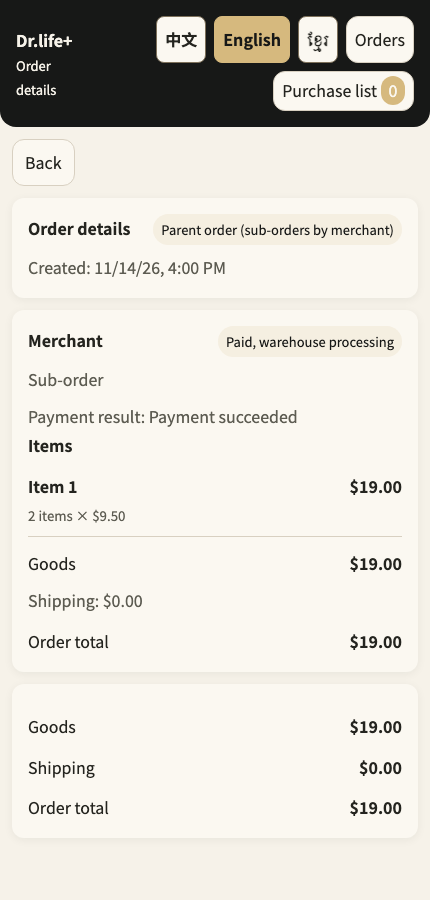 Dr.life+
Order
details
中文
English
ខ្មែរ
Orders
Purchase list 0
Back
Order details
Parent order (sub-orders by merchant)
Created: 11/14/26, 4:00 PM
Merchant
Paid, warehouse processing
Sub-order
Payment result: Payment succeeded
Items
Item 1 $19.00
2 items × $9.50
Goods $19.00
Shipping: $0.00
Order total $19.00
Goods $19.00
Shipping $0.00
Order total $19.00